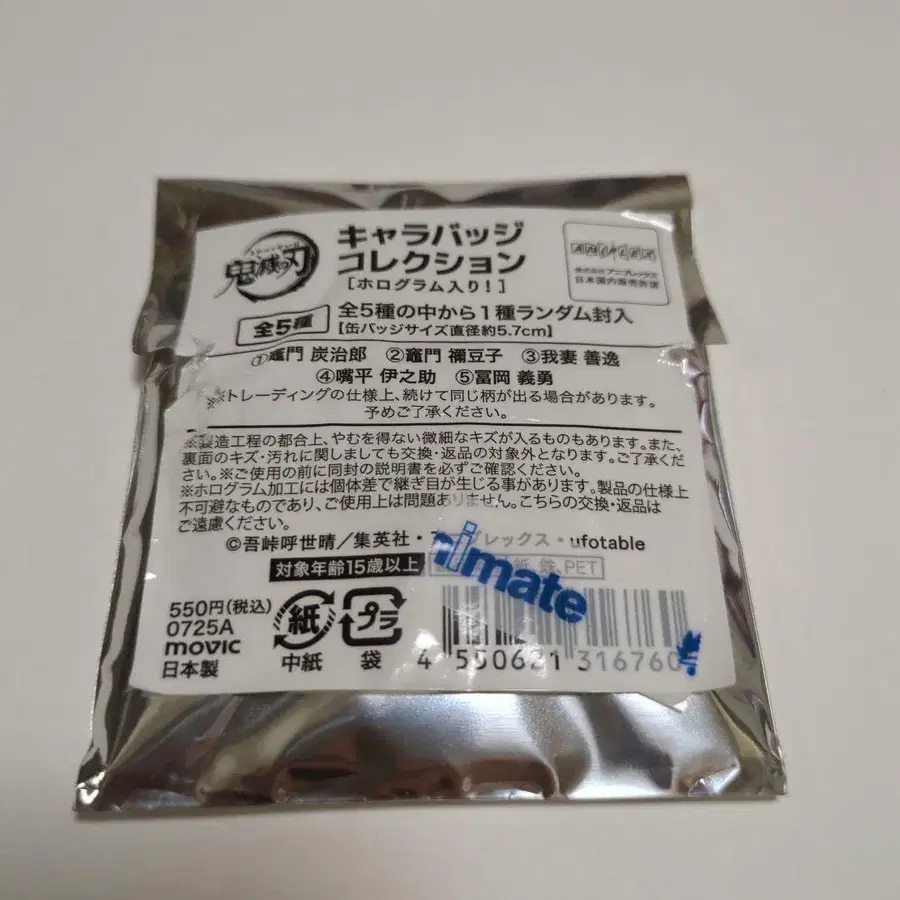 鬼滅の刃
キャラバッジ
コレクション
[ホログラム入り!]
株式会社アニプレックス
日本国内販売許諾
全5種
全5種の中から1種ランダム封入
【缶バッジサイズ直径約5.7cm】
①竈門 炭治郎 ②竈門 禰豆子 ③我妻 善逸
④嘴平 伊之助 ⑤冨岡 義勇
※トレーディングの仕様上、続けて同じ柄が出る場合があります。
予めご了承ください。
※製造工程の都合上、やむを得ない微細なキズが入るものもあります。また、
裏面のキズ・汚れに関しましても交換・返品の対象外となります。ご了承くだ
さい。※ご使用の前に同封の説明書を必ずご確認ください。
※ホログラム加工には個体差で継ぎ目が生じる事があります。製品の仕様上
不可避なものであり、ご使用上は問題ありません。こちらの交換・返品は
ご遠慮ください。
©吾峠呼世晴/集英社・アニプレックス・ufotable
対象年齢15歳以上
紙、鉄、PET
imate
550円(税込)
0725A
movic
日本製
紙
中紙
プラ
袋
4 550621 316760